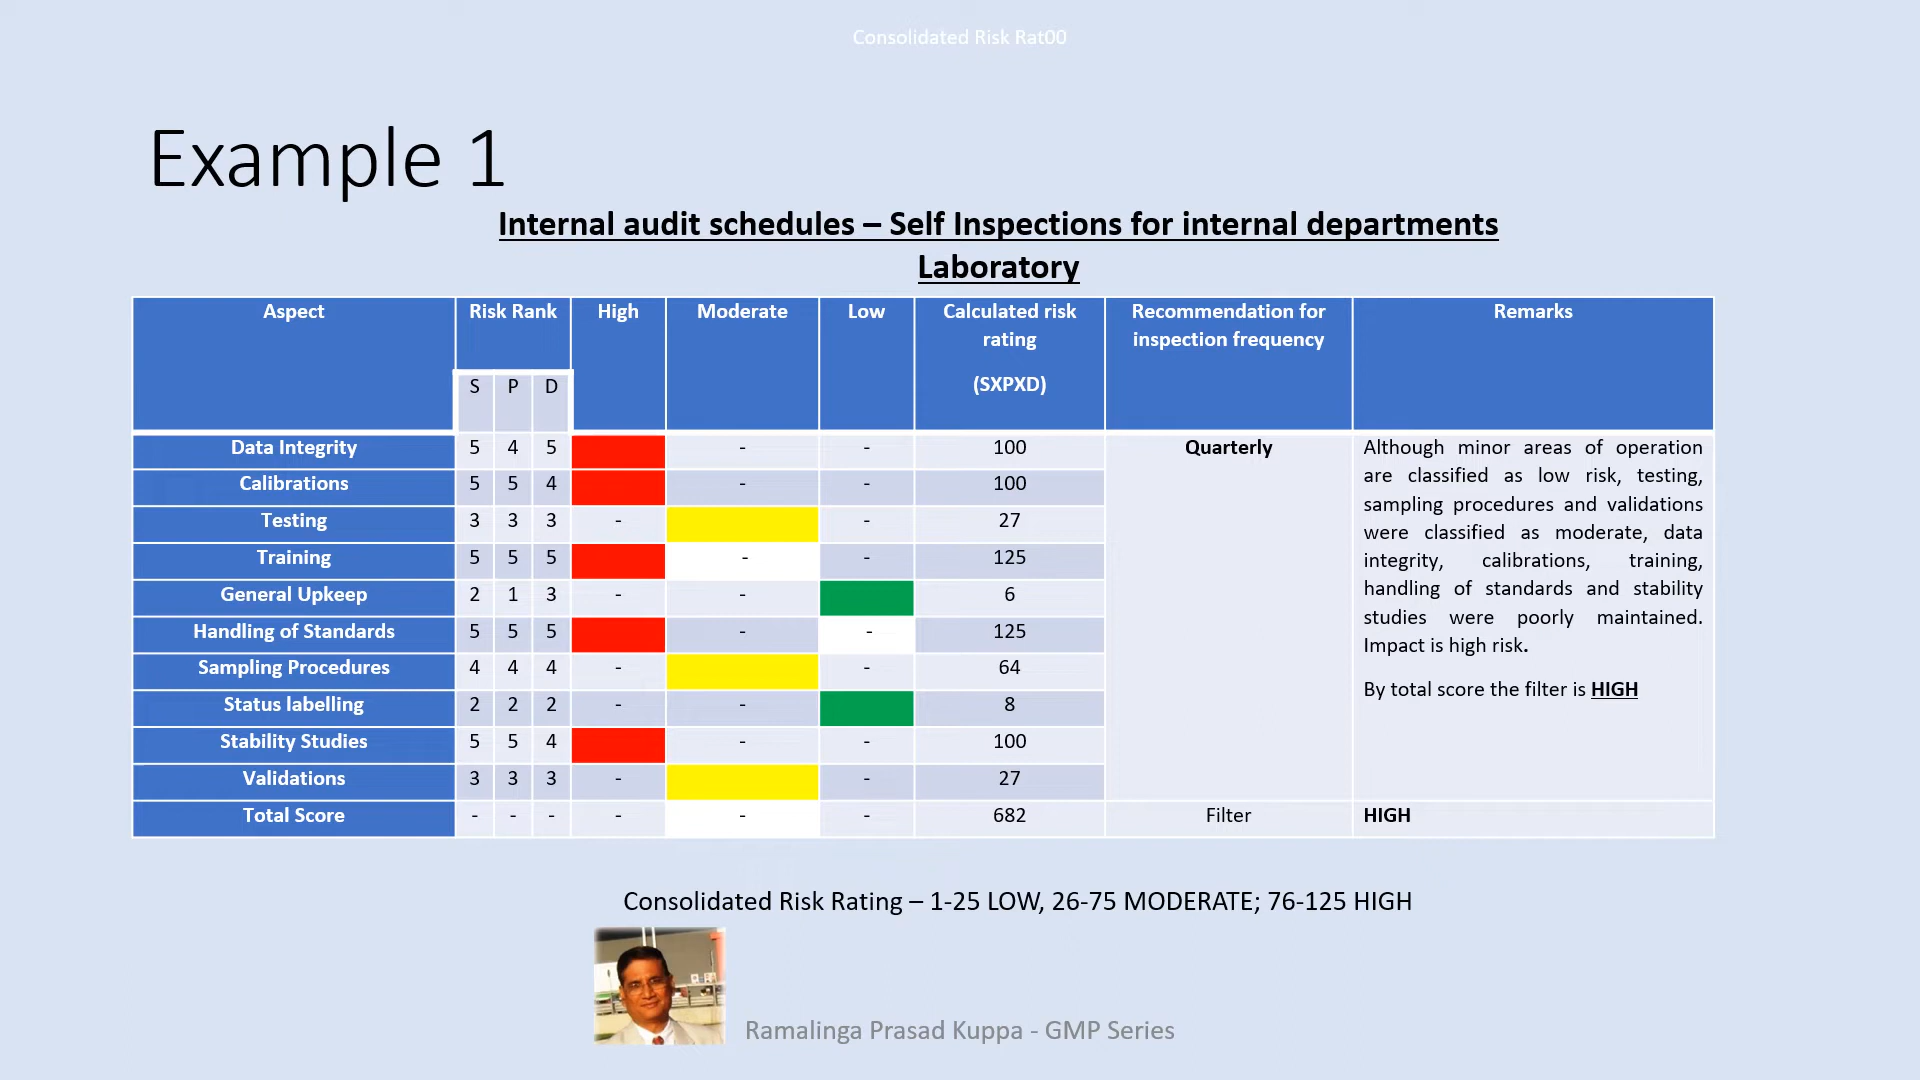 Consolidated Risk Rat00
Example 1
Internal audit schedules – Self Inspections for internal departments
Laboratory
Aspect Risk Rank High Moderate Low Calculated risk rating (SXPXD) Recommendation for inspection frequency Remarks
S P D
Data Integrity 5 4 5 - - 100
Calibrations 5 5 4 - - 100
Testing 3 3 3 - - 27
Training 5 5 5 - - 125
General Upkeep 2 1 3 - - 6
Handling of Standards 5 5 5 - - 125
Sampling Procedures 4 4 4 - - 64
Status labelling 2 2 2 - - 8
Stability Studies 5 5 4 - - 100
Validations 3 3 3 - - 27
Quarterly
Although minor areas of operation
are classified as low risk, testing,
sampling procedures and validations
were classified as moderate, data
integrity, calibrations, training,
handling of standards and stability
studies were poorly maintained.
Impact is high risk.
By total score the filter is HIGH
Total Score - - - - - - 682 Filter HIGH
Consolidated Risk Rating – 1-25 LOW, 26-75 MODERATE; 76-125 HIGH
Ramalinga Prasad Kuppa - GMP Series